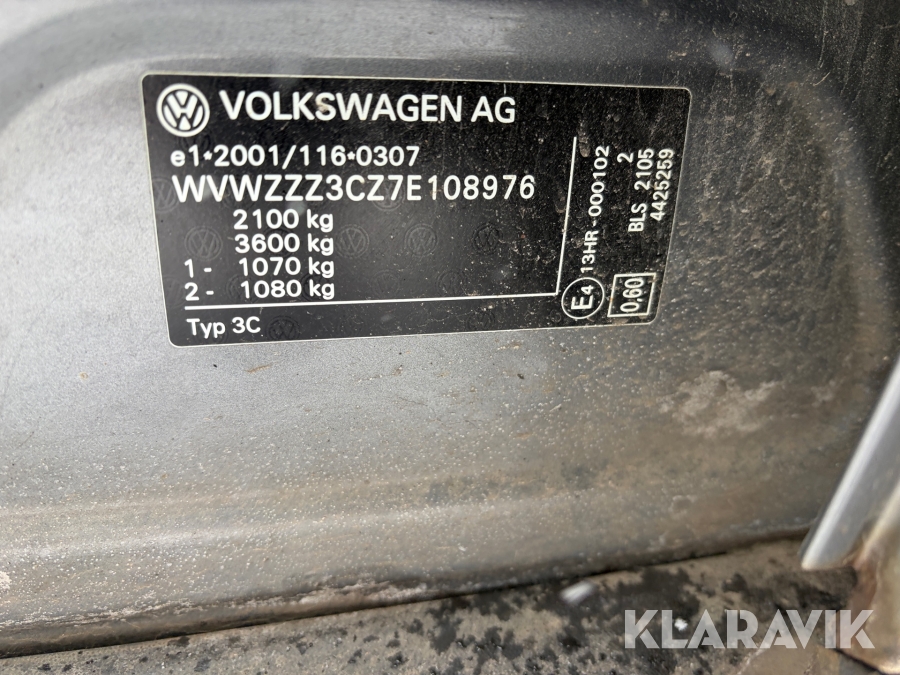 VOLKSWAGEN AG
e1*2001/116*0307
WVWZZZ3CZ7E108976
2100 kg
3600 kg
1 - 1070 kg
2 - 1080 kg
Typ 3C
E4 13HR - 000102
2
BLS 2105
4425259
0,60
KLARAVIK